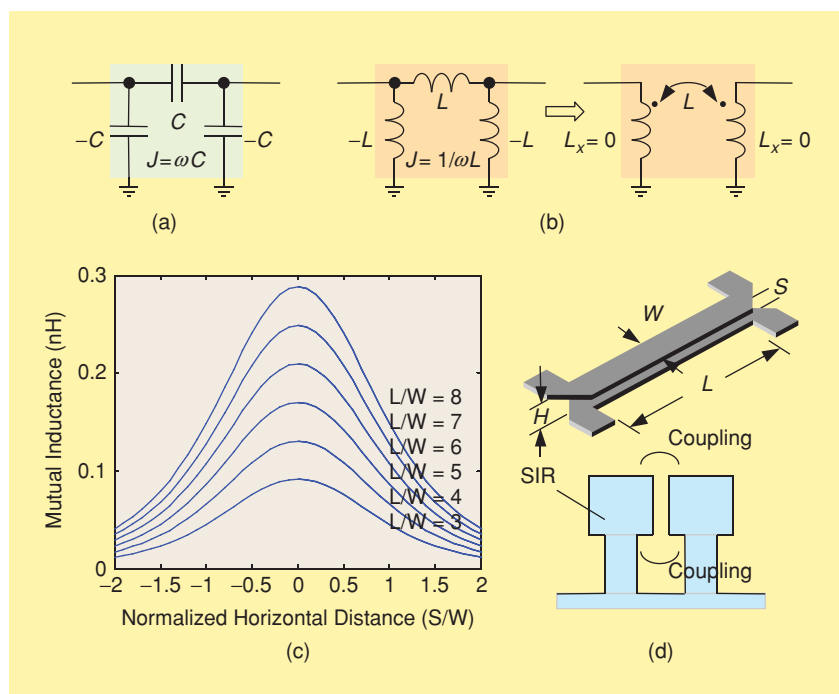 C
−C
−C
J=ωC
(a)
L
−L
−L
J=1/ωL
L
Lx= 0
Lx= 0
(b)
Mutual Inductance (nH)
0.3
0.2
0.1
0
L/W = 8
L/W = 7
L/W = 6
L/W = 5
L/W = 4
L/W = 3
−2
−1.5
−1
−0.5
0
0.5
1
1.5
2
Normalized Horizontal Distance (S/W)
(c)
S
W
L
H
Coupling
SIR
Coupling
(d)